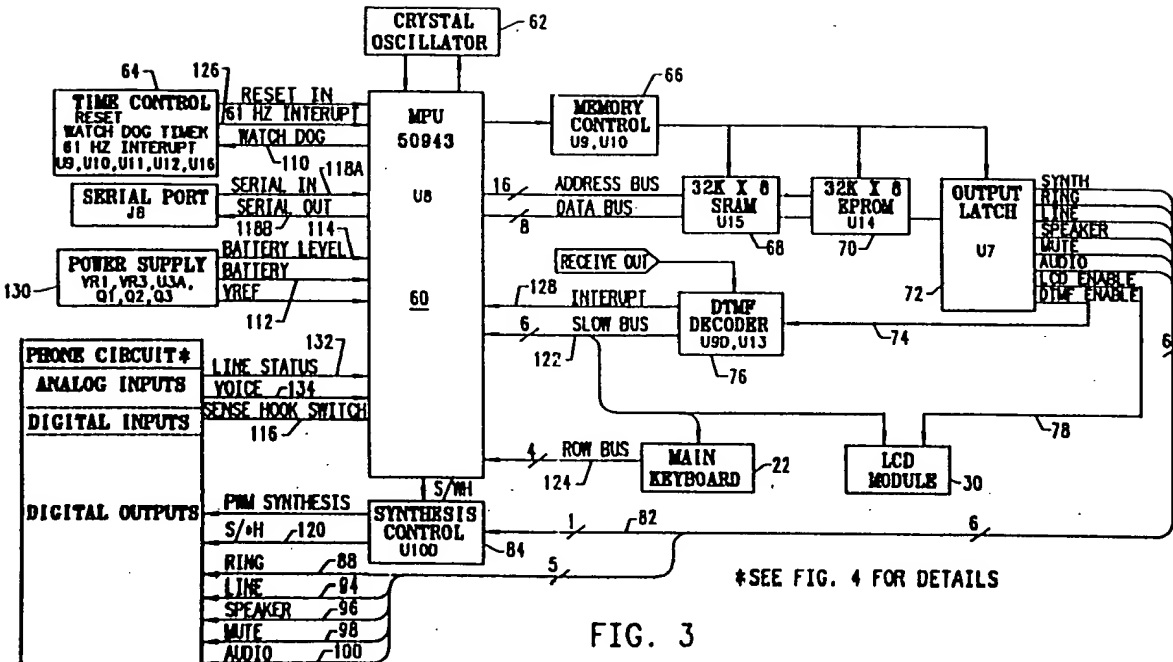 CRYSTAL
OSCILLATOR
62
64
126
TIME CONTROL
RESET
WATCH DOG TIMER
61 HZ INTERUPT
U9,U10,U11,U12,U16
RESET IN
61 HZ INTERUPT
WATCH DOG
110
118A
MPU
50943
U8
60
66
MEMORY
CONTROL
U9,U10
SERIAL PORT
J8
SERIAL IN
SERIAL OUT
118B
114
16
ADDRESS BUS
DATA BUS
8
32K X 8
SRAM
U15
68
32K X 8
EPROM
U14
70
OUTPUT
LATCH
U7
72
SYNTH
RING
LINE
SPEAKER
MUTE
AUDIO
LCD ENABLE
DTMF ENABLE
130
POWER SUPPLY
VR1, VR3, U3A,
Q1, Q2, Q3
BATTERY LEVEL
BATTERY
VREF
112
RECEIVE OUT
128
INTERUPT
6
SLOW BUS
122
DTMF
DECODER
U9D,U13
76
74
6
PHONE CIRCUIT*
ANALOG INPUTS
DIGITAL INPUTS
DIGITAL OUTPUTS
LINE STATUS
132
VOICE
134
SENSE HOOK SWITCH
116
78
4
ROW BUS
124
MAIN
KEYBOARD
22
LCD
MODULE
30
S/WH
PWM SYNTHESIS
S/*H
120
SYNTHESIS
CONTROL
U10D
84
1
82
6
RING
88
5
LINE
94
SPEAKER
96
MUTE
98
AUDIO
100
*SEE FIG. 4 FOR DETAILS
FIG. 3